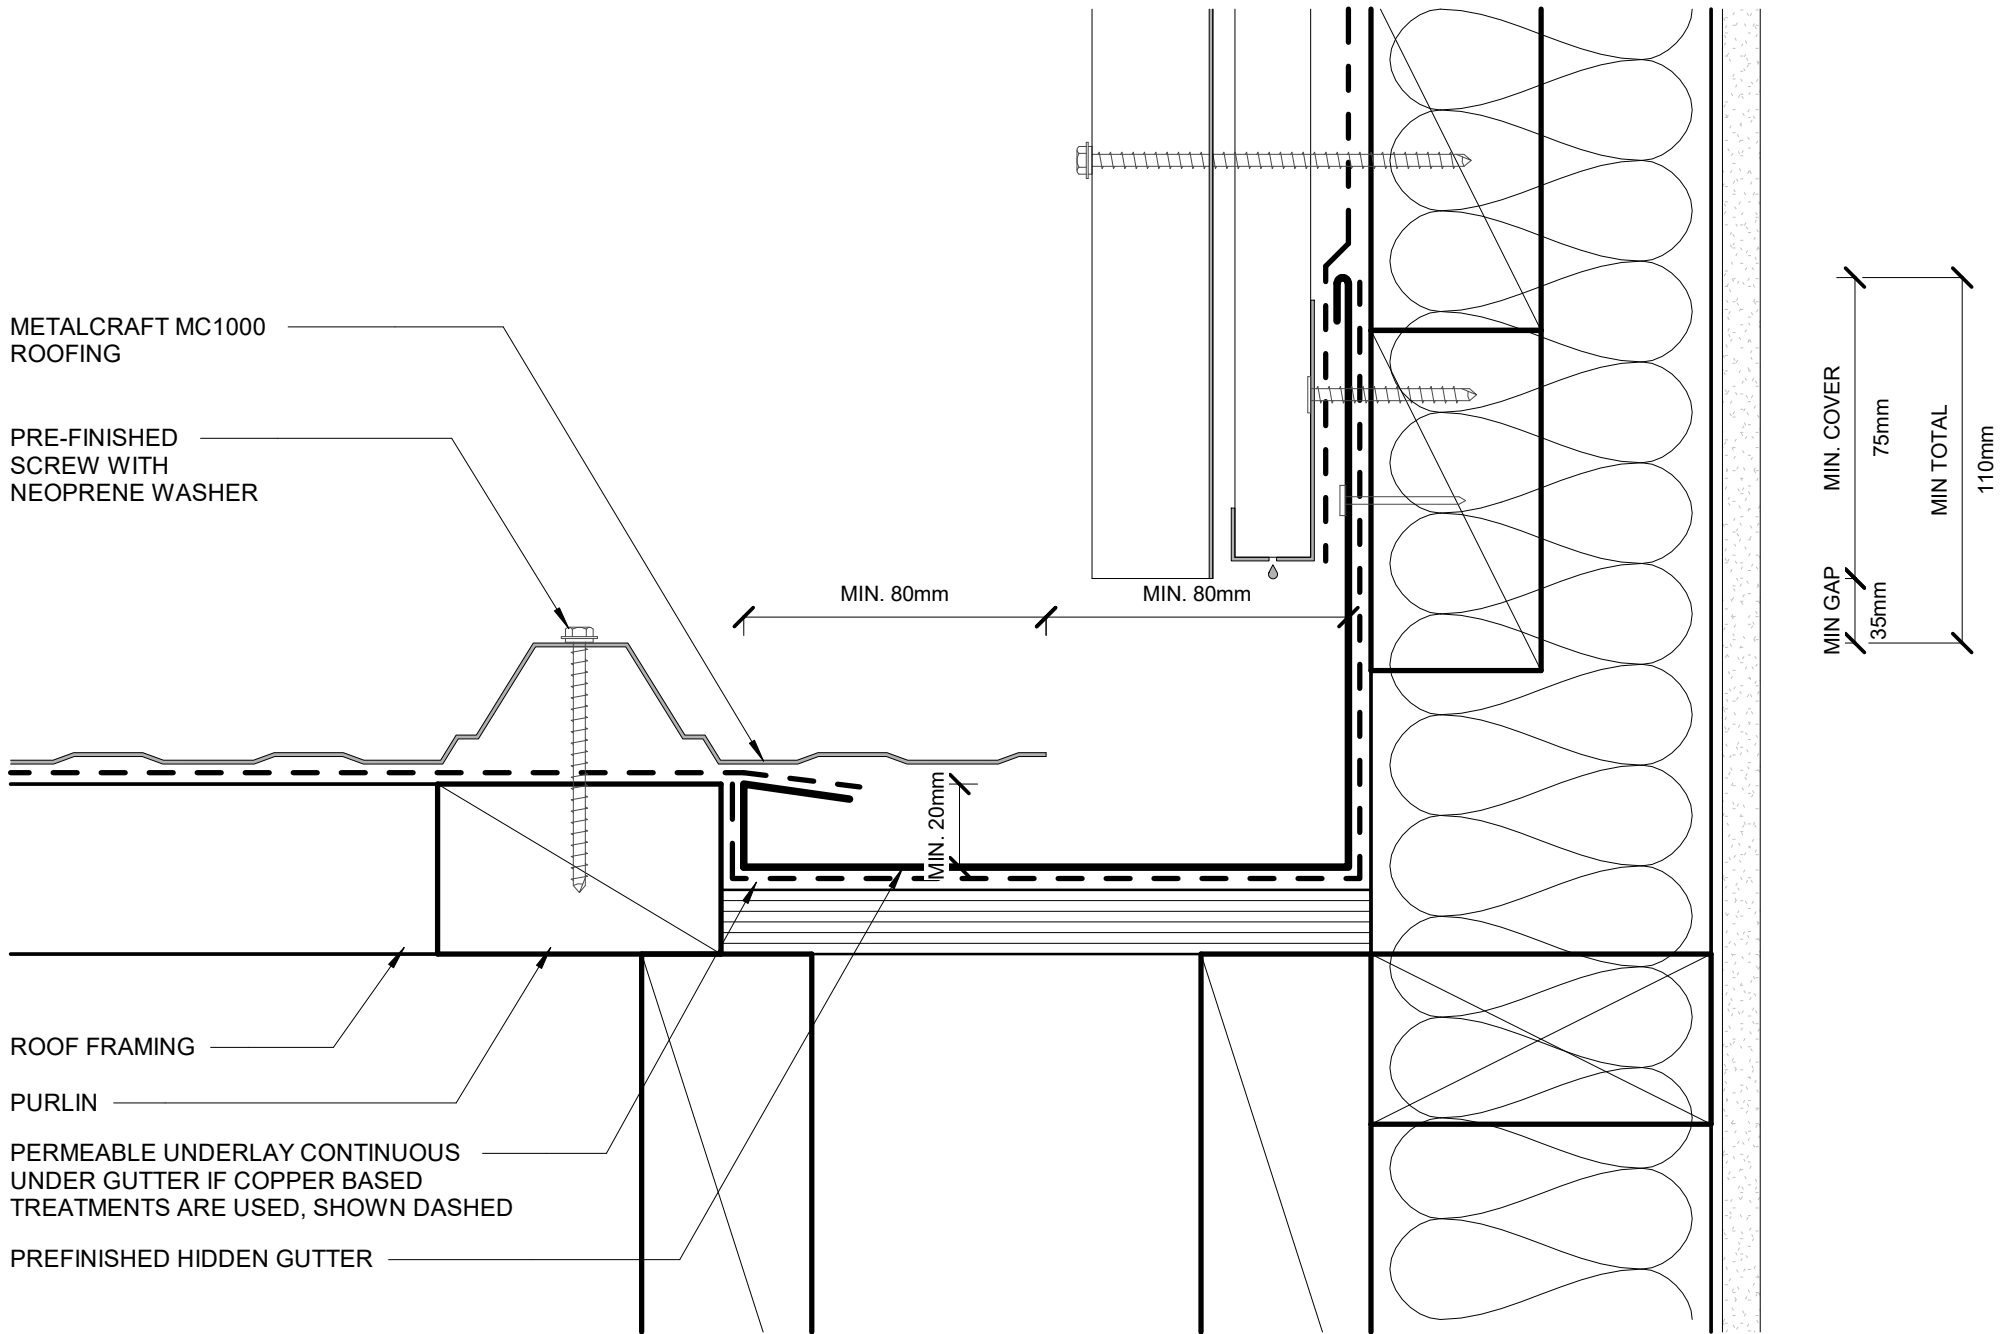 METALCRAFT MC1000
ROOFING
PRE-FINISHED
SCREW WITH
NEOPRENE WASHER
MIN. 80mm
MIN. 80mm
MIN. 20mm
MIN. COVER
75mm
MIN GAP
35mm
MIN TOTAL
110mm
ROOF FRAMING
PURLIN
PERMEABLE UNDERLAY CONTINUOUS
UNDER GUTTER IF COPPER BASED
TREATMENTS ARE USED, SHOWN DASHED
PREFINISHED HIDDEN GUTTER